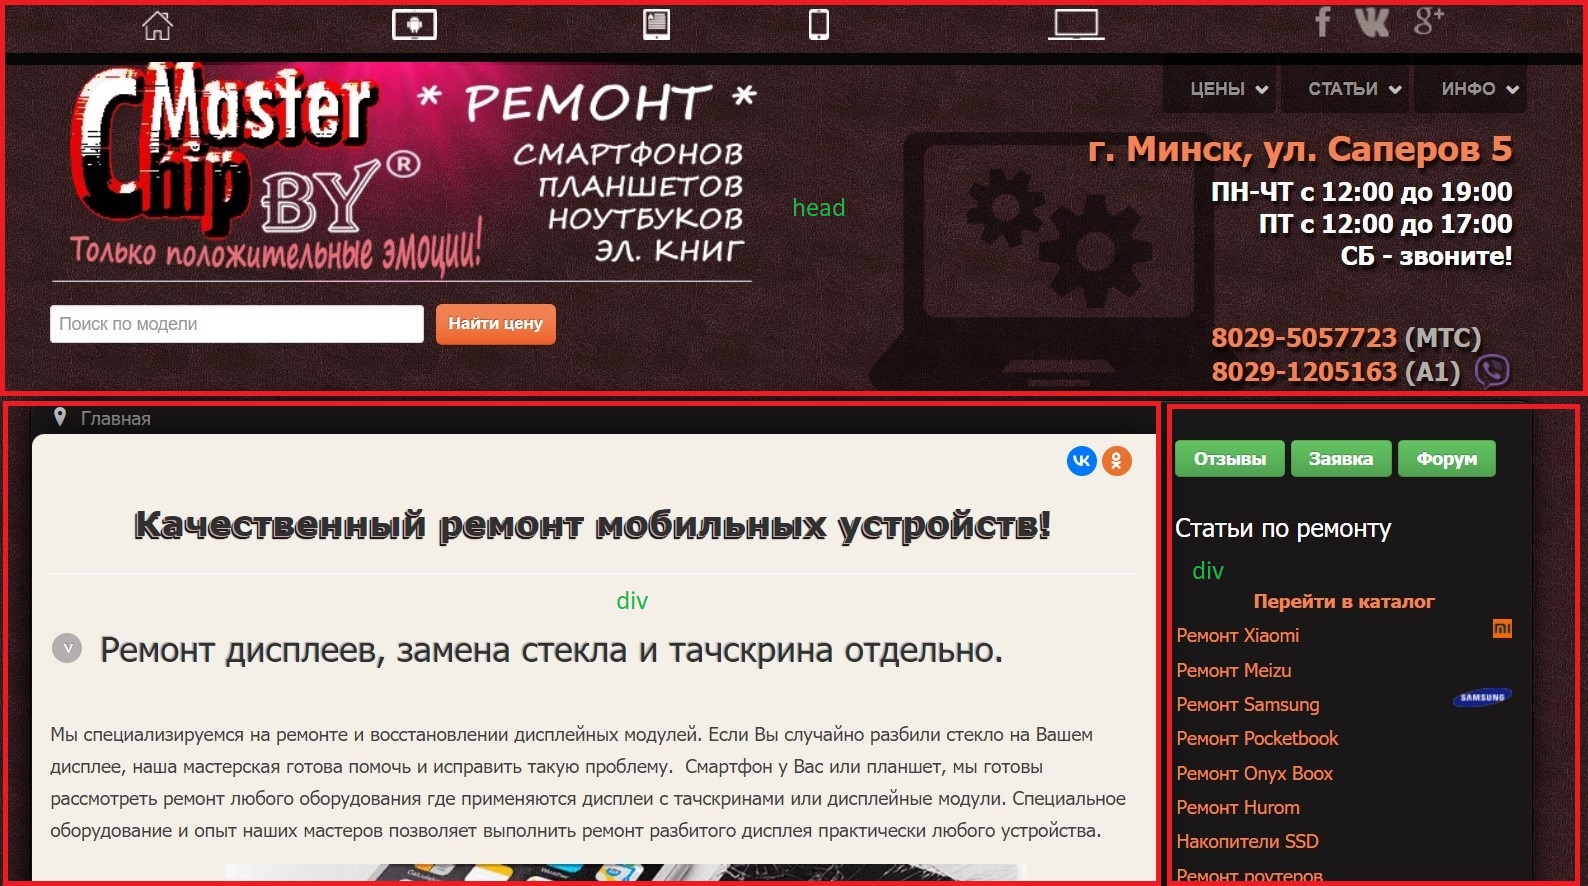 ЦЕНЫ СТАТЬИ ИНФО
Master
Chip
BY®
Только положительные эмоции!
* РЕМОНТ *
СМАРТФОНОВ
ПЛАНШЕТОВ
НОУТБУКОВ
ЭЛ. КНИГ
head
г. Минск, ул. Саперов 5
ПН-ЧТ с 12:00 до 19:00
ПТ с 12:00 до 17:00
СБ - звоните!
Поиск по модели
Найти цену
8029-5057723 (МТС)
8029-1205163 (А1)
Главная
Качественный ремонт мобильных устройств!
div
v Ремонт дисплеев, замена стекла и тачскрина отдельно.
Мы специализируемся на ремонте и восстановлении дисплейных модулей. Если Вы случайно разбили стекло на Вашем
дисплее, наша мастерская готова помочь и исправить такую проблему. Смартфон у Вас или планшет, мы готовы
рассмотреть ремонт любого оборудования где применяются дисплеи с тачскринами или дисплейные модули. Специальное
оборудование и опыт наших мастеров позволяет выполнить ремонт разбитого дисплея практически любого устройства.
Отзывы Заявка Форум
Статьи по ремонту
div
Перейти в каталог
Ремонт Xiaomi
Ремонт Meizu
Ремонт Samsung
SAMSUNG
Ремонт Pocketbook
Ремонт Onyx Boox
Ремонт Hurom
Накопители SSD
Ремонт роутеров